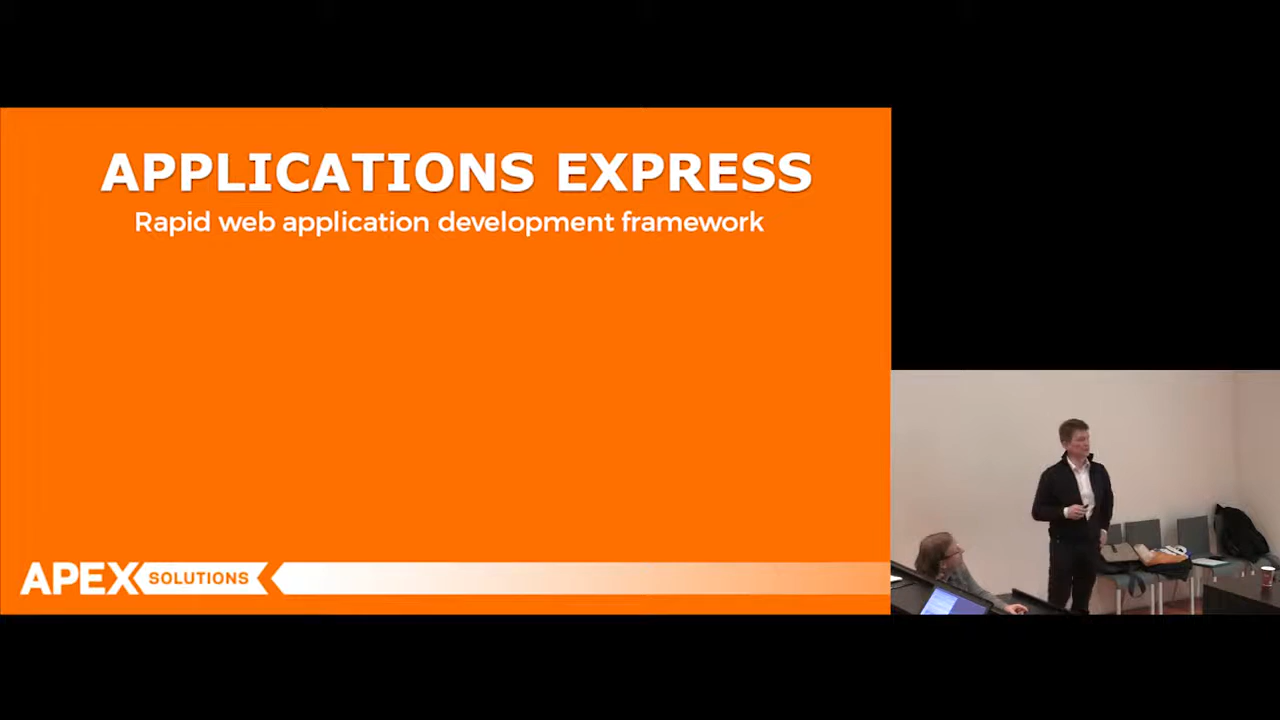 APPLICATIONS EXPRESS
Rapid web application development framework
APEX SOLUTIONS